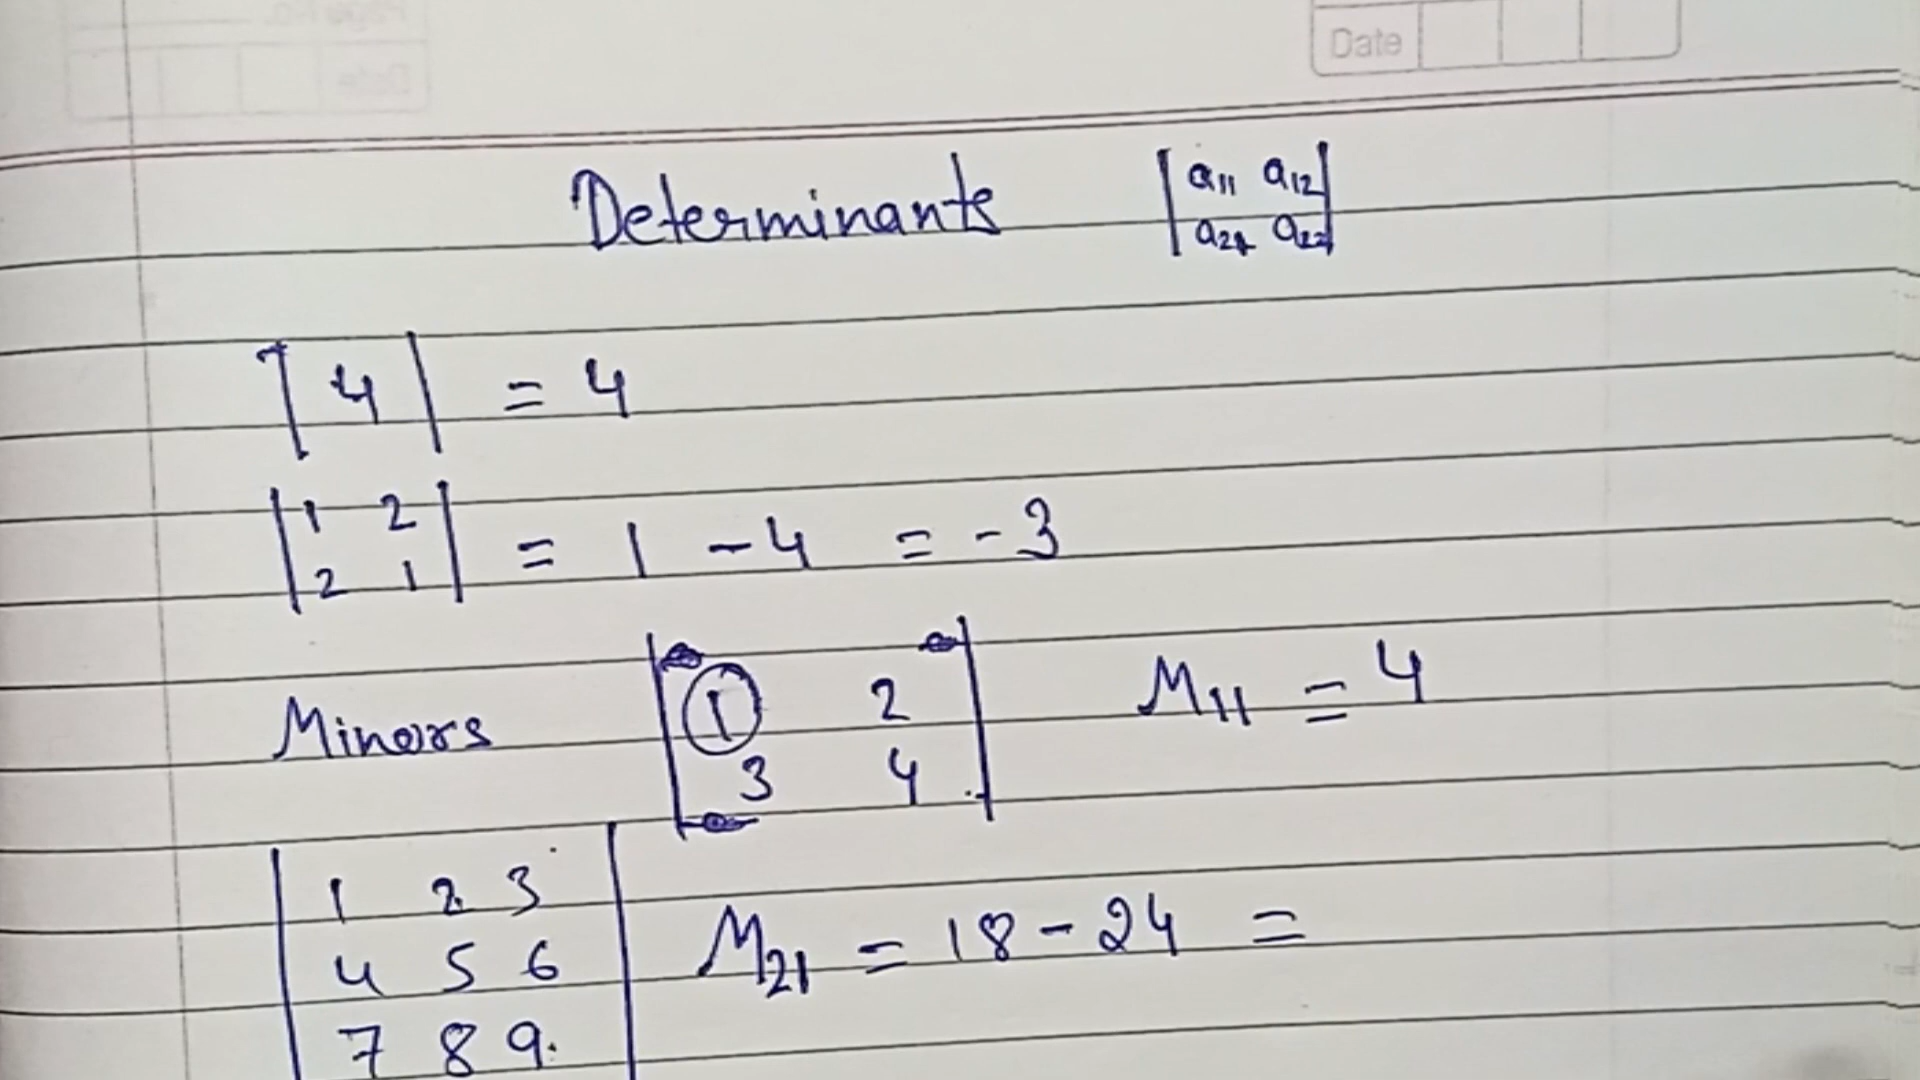 Date
Determinants | a11 a12 |
| a21 a22 |
| 4 | = 4
| 1 2 | = 1 - 4 = - 3
| 2 1 |
Minors | 1 2 | M11 = 4
| 3 4 |
| 1 2 3 |
| 4 5 6 | M21 = 18 - 24 =
| 7 8 9. |